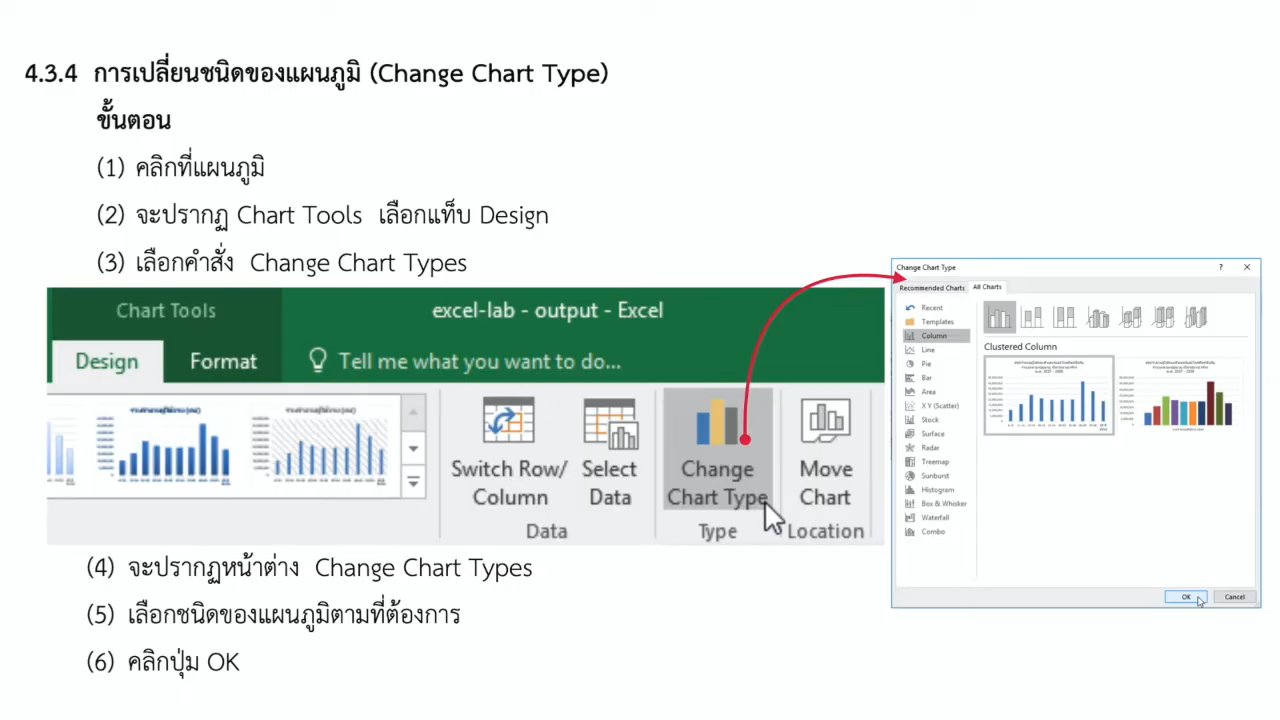 4.3.4 การเปลี่ยนชนิดของแผนภูมิ (Change Chart Type)
ขั้นตอน
(1) คลิกที่แผนภูมิ
(2) จะปรากฏ Chart Tools เลือกแท็บ Design
(3) เลือกคำสั่ง Change Chart Types
Chart Tools
excel-lab - output - Excel
Design
Format
Tell me what you want to do...
Switch Row/
Column
Select
Data
Change
Chart Type
Move
Chart
Data
Type
Location
Change Chart Type
?
Recommended Charts
All Charts
Recent
Templates
Column
Line
Pie
Bar
Area
X Y (Scatter)
Stock
Surface
Radar
Treemap
Sunburst
Histogram
Box & Whisker
Waterfall
Combo
Clustered Column
OK
Cancel
(4) จะปรากฏหน้าต่าง Change Chart Types
(5) เลือกชนิดของแผนภูมิตามที่ต้องการ
(6) คลิกปุ่ม OK